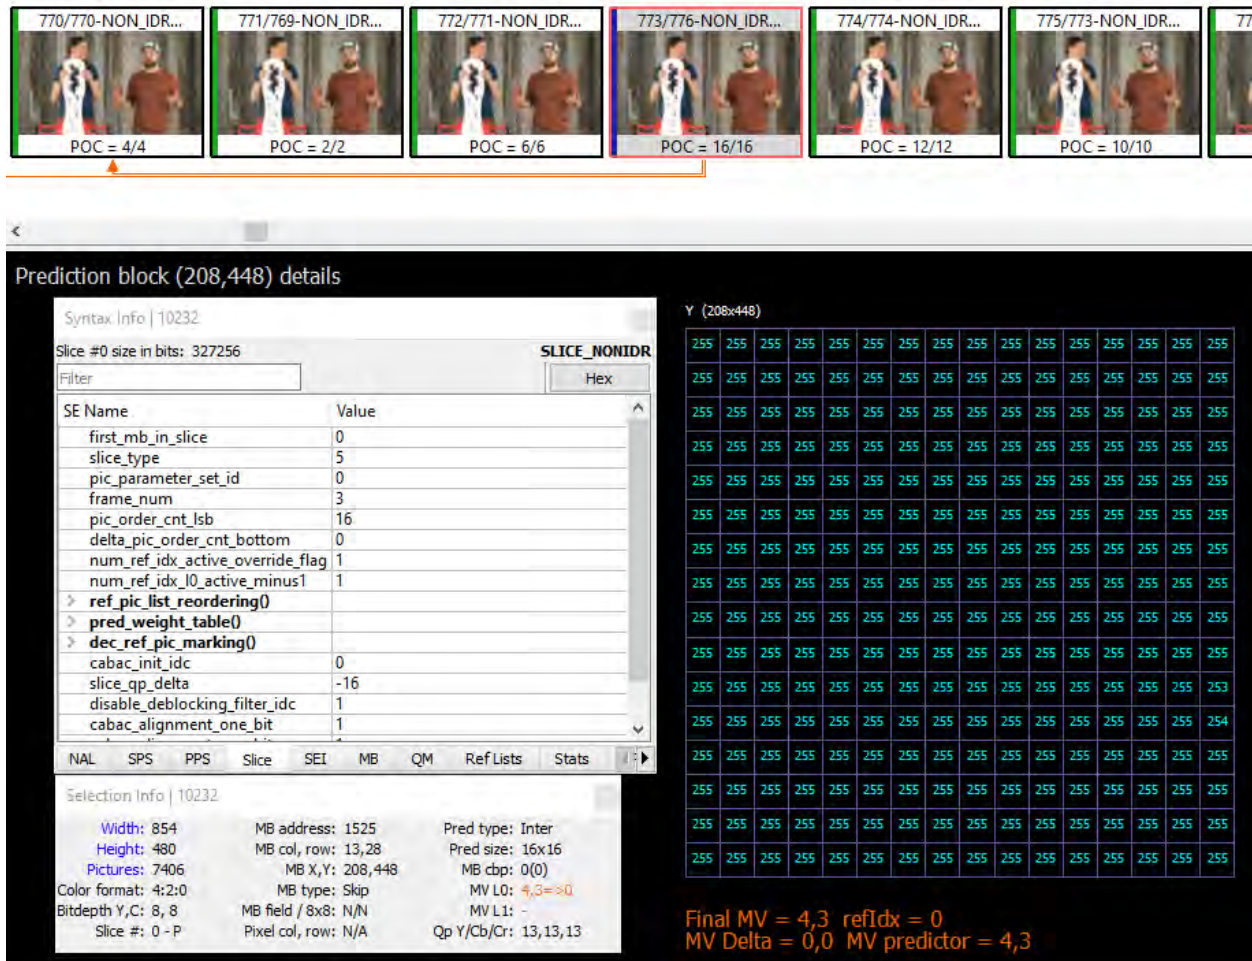 770/770-NON_IDR... 771/769-NON_IDR... 772/771-NON_IDR... 773/776-NON_IDR... 774/774-NON_IDR... 775/773-NON_IDR... 77
POC = 4/4 POC = 2/2 POC = 6/6 POC = 16/16 POC = 12/12 POC = 10/10
Prediction block (208,448) details
Syntax Info | 10232
Slice #0 size in bits: 327256 SLICE_NONIDR
Filter Hex
SE Name Value
first_mb_in_slice 0
slice_type 5
pic_parameter_set_id 0
frame_num 3
pic_order_cnt_lsb 16
delta_pic_order_cnt_bottom 0
num_ref_idx_active_override_flag 1
num_ref_idx_l0_active_minus1 1
ref_pic_list_reordering()
pred_weight_table()
dec_ref_pic_marking()
cabac_init_idc 0
slice_qp_delta -16
disable_deblocking_filter_idc 1
cabac_alignment_one_bit 1
NAL SPS PPS Slice SEI MB QM Ref Lists Stats
Selection Info | 10232
Width: 854 MB address: 1525 Pred type: Inter
Height: 480 MB col, row: 13,28 Pred size: 16x16
Pictures: 7406 MB X,Y: 208,448 MB cbp: 0(0)
Color format: 4:2:0 MB type: Skip MV L0: 4,3=>0
Bitdepth Y,C: 8, 8 MB field / 8x8: N/N MV L1: -
Slice #: 0 - P Pixel col, row: N/A Qp Y/Cb/Cr: 13,13,13
Y (208x448)
255 255 255 255 255 255 255 255 255 255 255 255 255 255 255 255
255 255 255 255 255 255 255 255 255 255 255 255 255 255 255 255
255 255 255 255 255 255 255 255 255 255 255 255 255 255 255 255
255 255 255 255 255 255 255 255 255 255 255 255 255 255 255 255
255 255 255 255 255 255 255 255 255 255 255 255 255 255 255 255
255 255 255 255 255 255 255 255 255 255 255 255 255 255 255 255
255 255 255 255 255 255 255 255 255 255 255 255 255 255 255 255
255 255 255 255 255 255 255 255 255 255 255 255 255 255 255 255
255 255 255 255 255 255 255 255 255 255 255 255 255 255 255 255
255 255 255 255 255 255 255 255 255 255 255 255 255 255 255 255
255 255 255 255 255 255 255 255 255 255 255 255 255 255 255 253
255 255 255 255 255 255 255 255 255 255 255 255 255 255 255 254
255 255 255 255 255 255 255 255 255 255 255 255 255 255 255 255
255 255 255 255 255 255 255 255 255 255 255 255 255 255 255 255
255 255 255 255 255 255 255 255 255 255 255 255 255 255 255 255
255 255 255 255 255 255 255 255 255 255 255 255 255 255 255 255
Final MV = 4,3 refIdx = 0
MV Delta = 0,0 MV predictor = 4,3